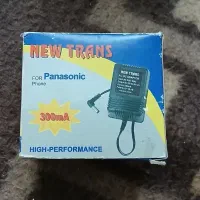 NEW TRANS
FOR Panasonic
Phone
300mA
NEW TRANS
HIGH-PERFORMANCE